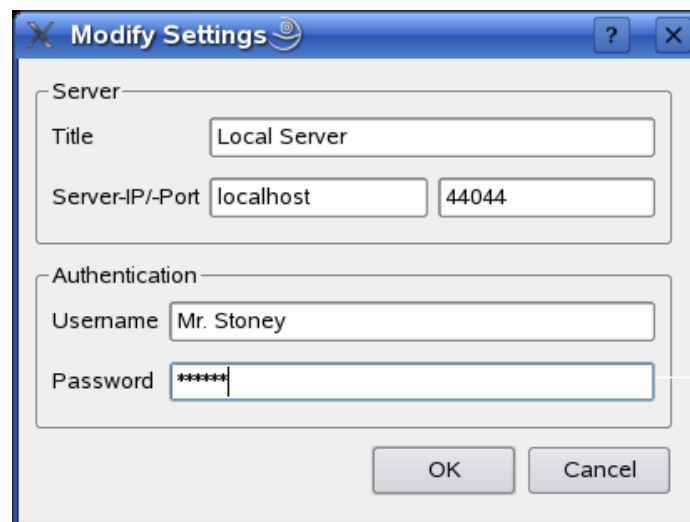 Modify Settings
Server
Title Local Server
Server-IP/-Port localhost 44044
Authentication
Username Mr. Stoney
Password ******
OK Cancel